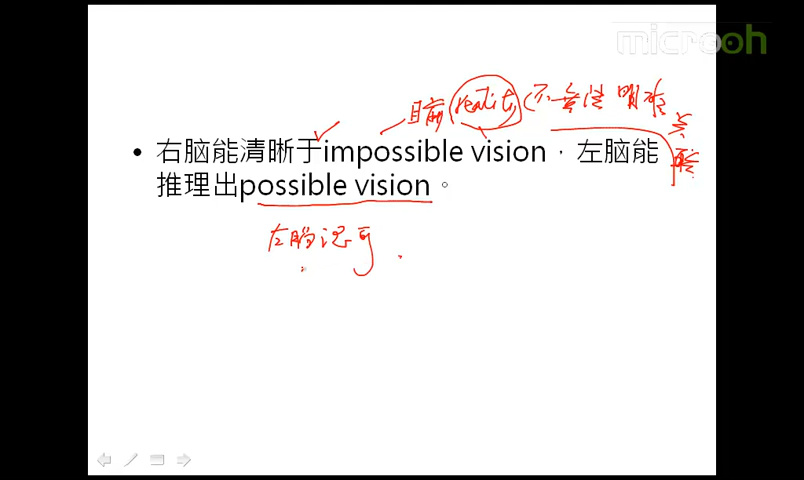 microoh
目前 reality (不合法 明确
• 右脑能清晰于impossible vision，左脑能
推理出possible vision。
左脑认可